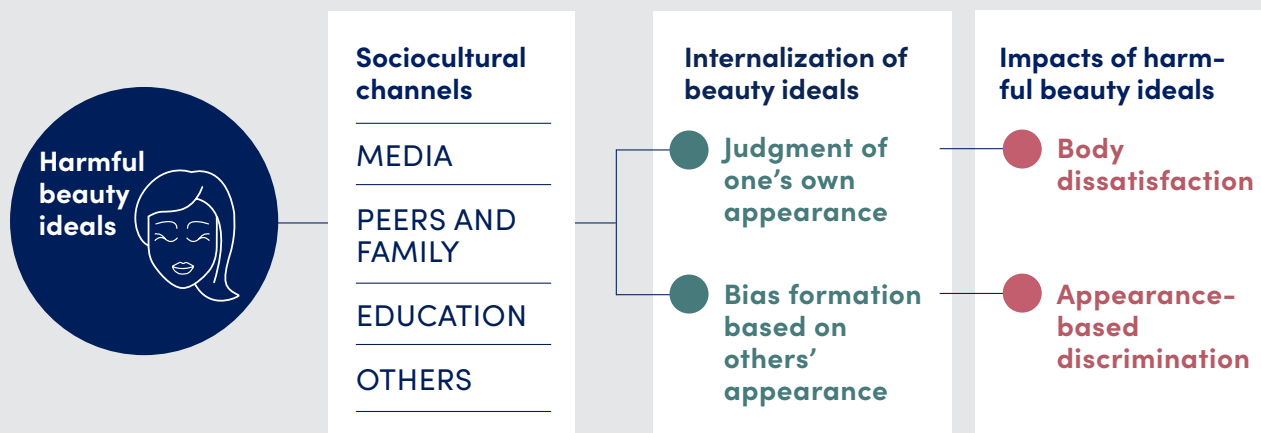 Harmful
beauty
ideals
Sociocultural
channels
MEDIA
PEERS AND
FAMILY
EDUCATION
OTHERS
Internalization of
beauty ideals
Judgment of
one’s own
appearance
Bias formation
based on
others’
appearance
Impacts of harm-
ful beauty ideals
Body
dissatisfaction
Appearance-
based
discrimination